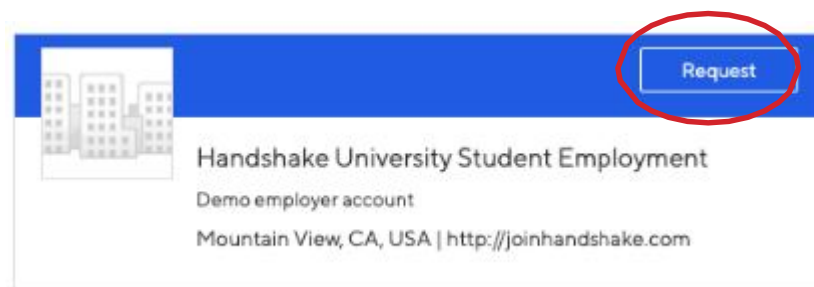 Request
Handshake University Student Employment
Demo employer account
Mountain View, CA, USA | http://joinhandshake.com